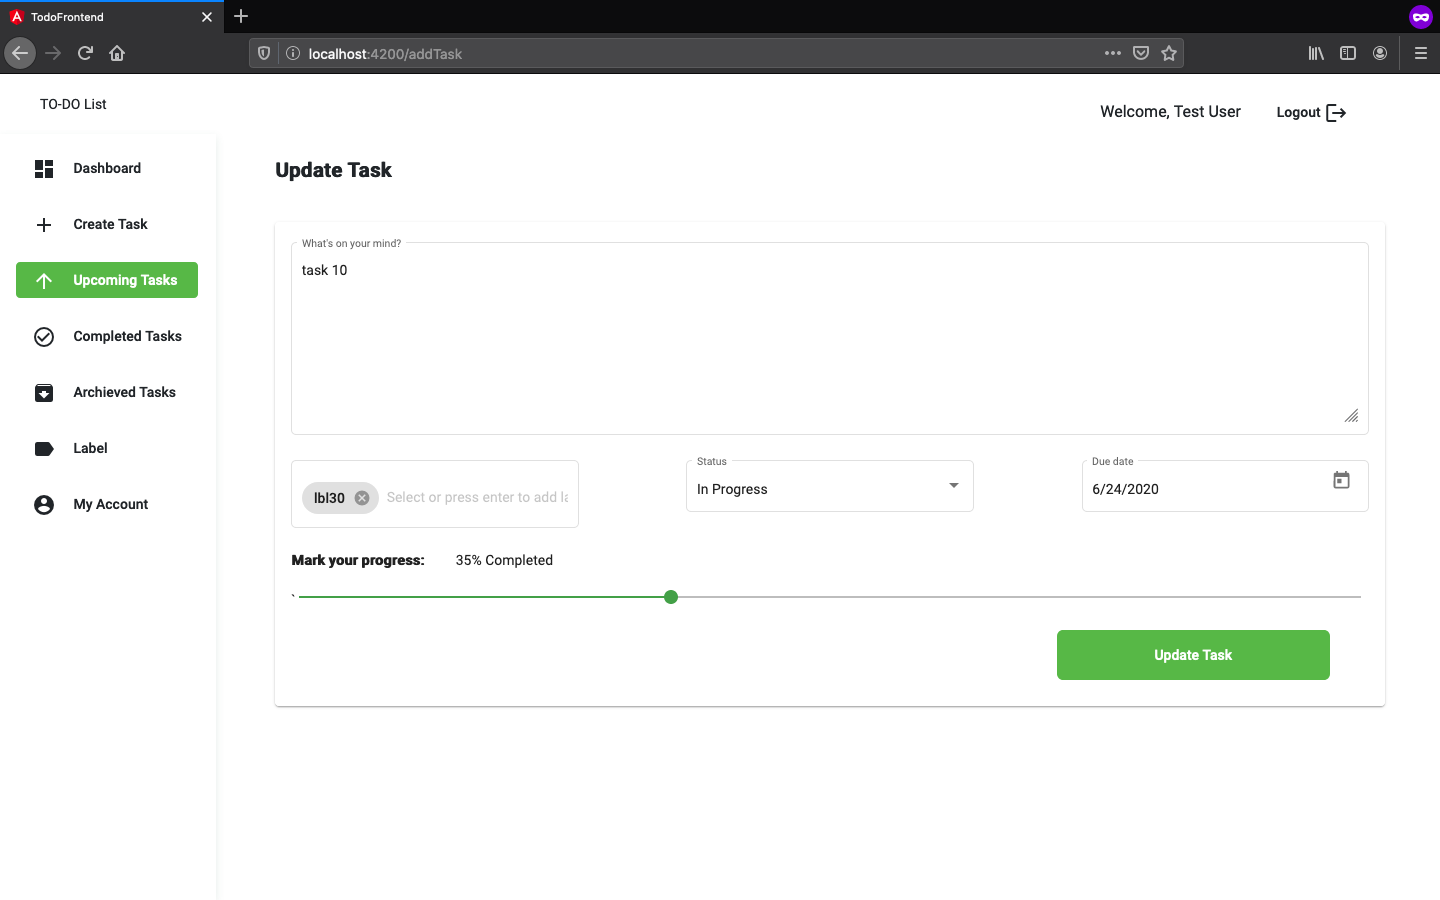 TodoFrontend
localhost:4200/addTask
TO-DO List
Welcome, Test User
Logout
Dashboard
Create Task
Upcoming Tasks
Completed Tasks
Archieved Tasks
Label
My Account
Update Task
What's on your mind?
task 10
lbl30
Select or press enter to add la
Status
In Progress
Due date
6/24/2020
Mark your progress:
35% Completed
`
Update Task